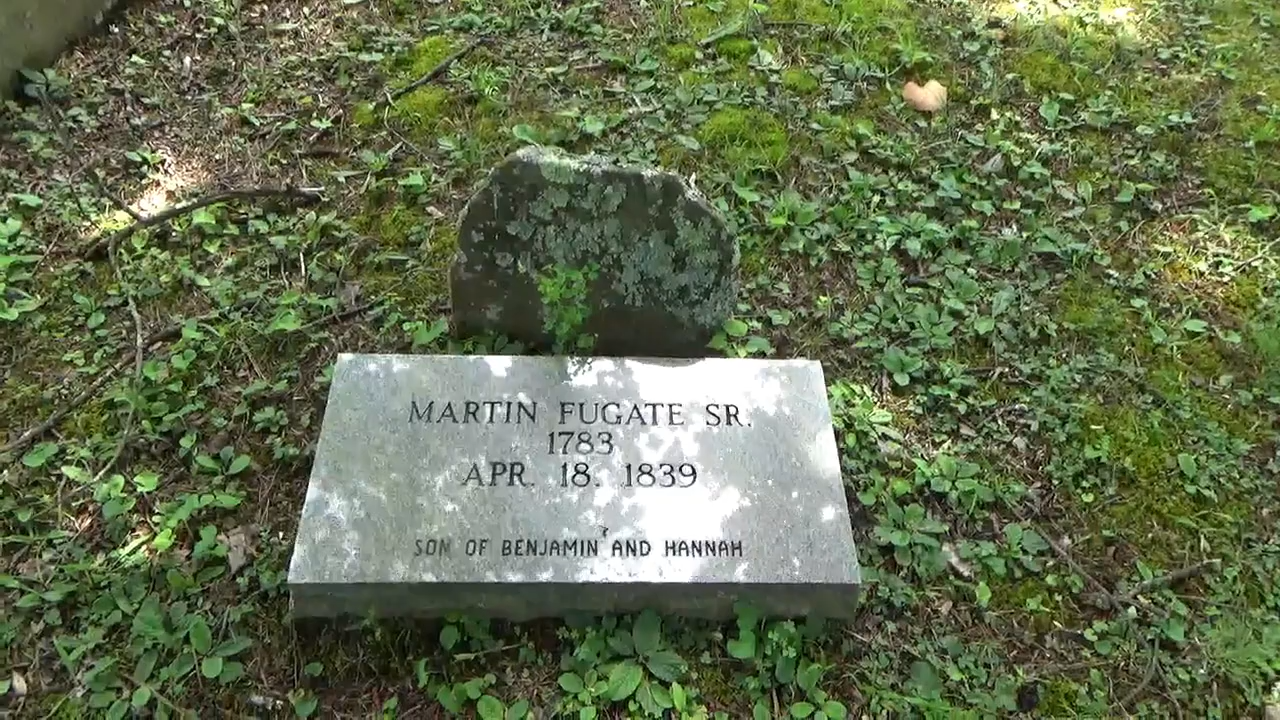 MARTIN FUGATE SR.
1783
APR. 18. 1839
SON OF BENJAMIN AND HANNAH